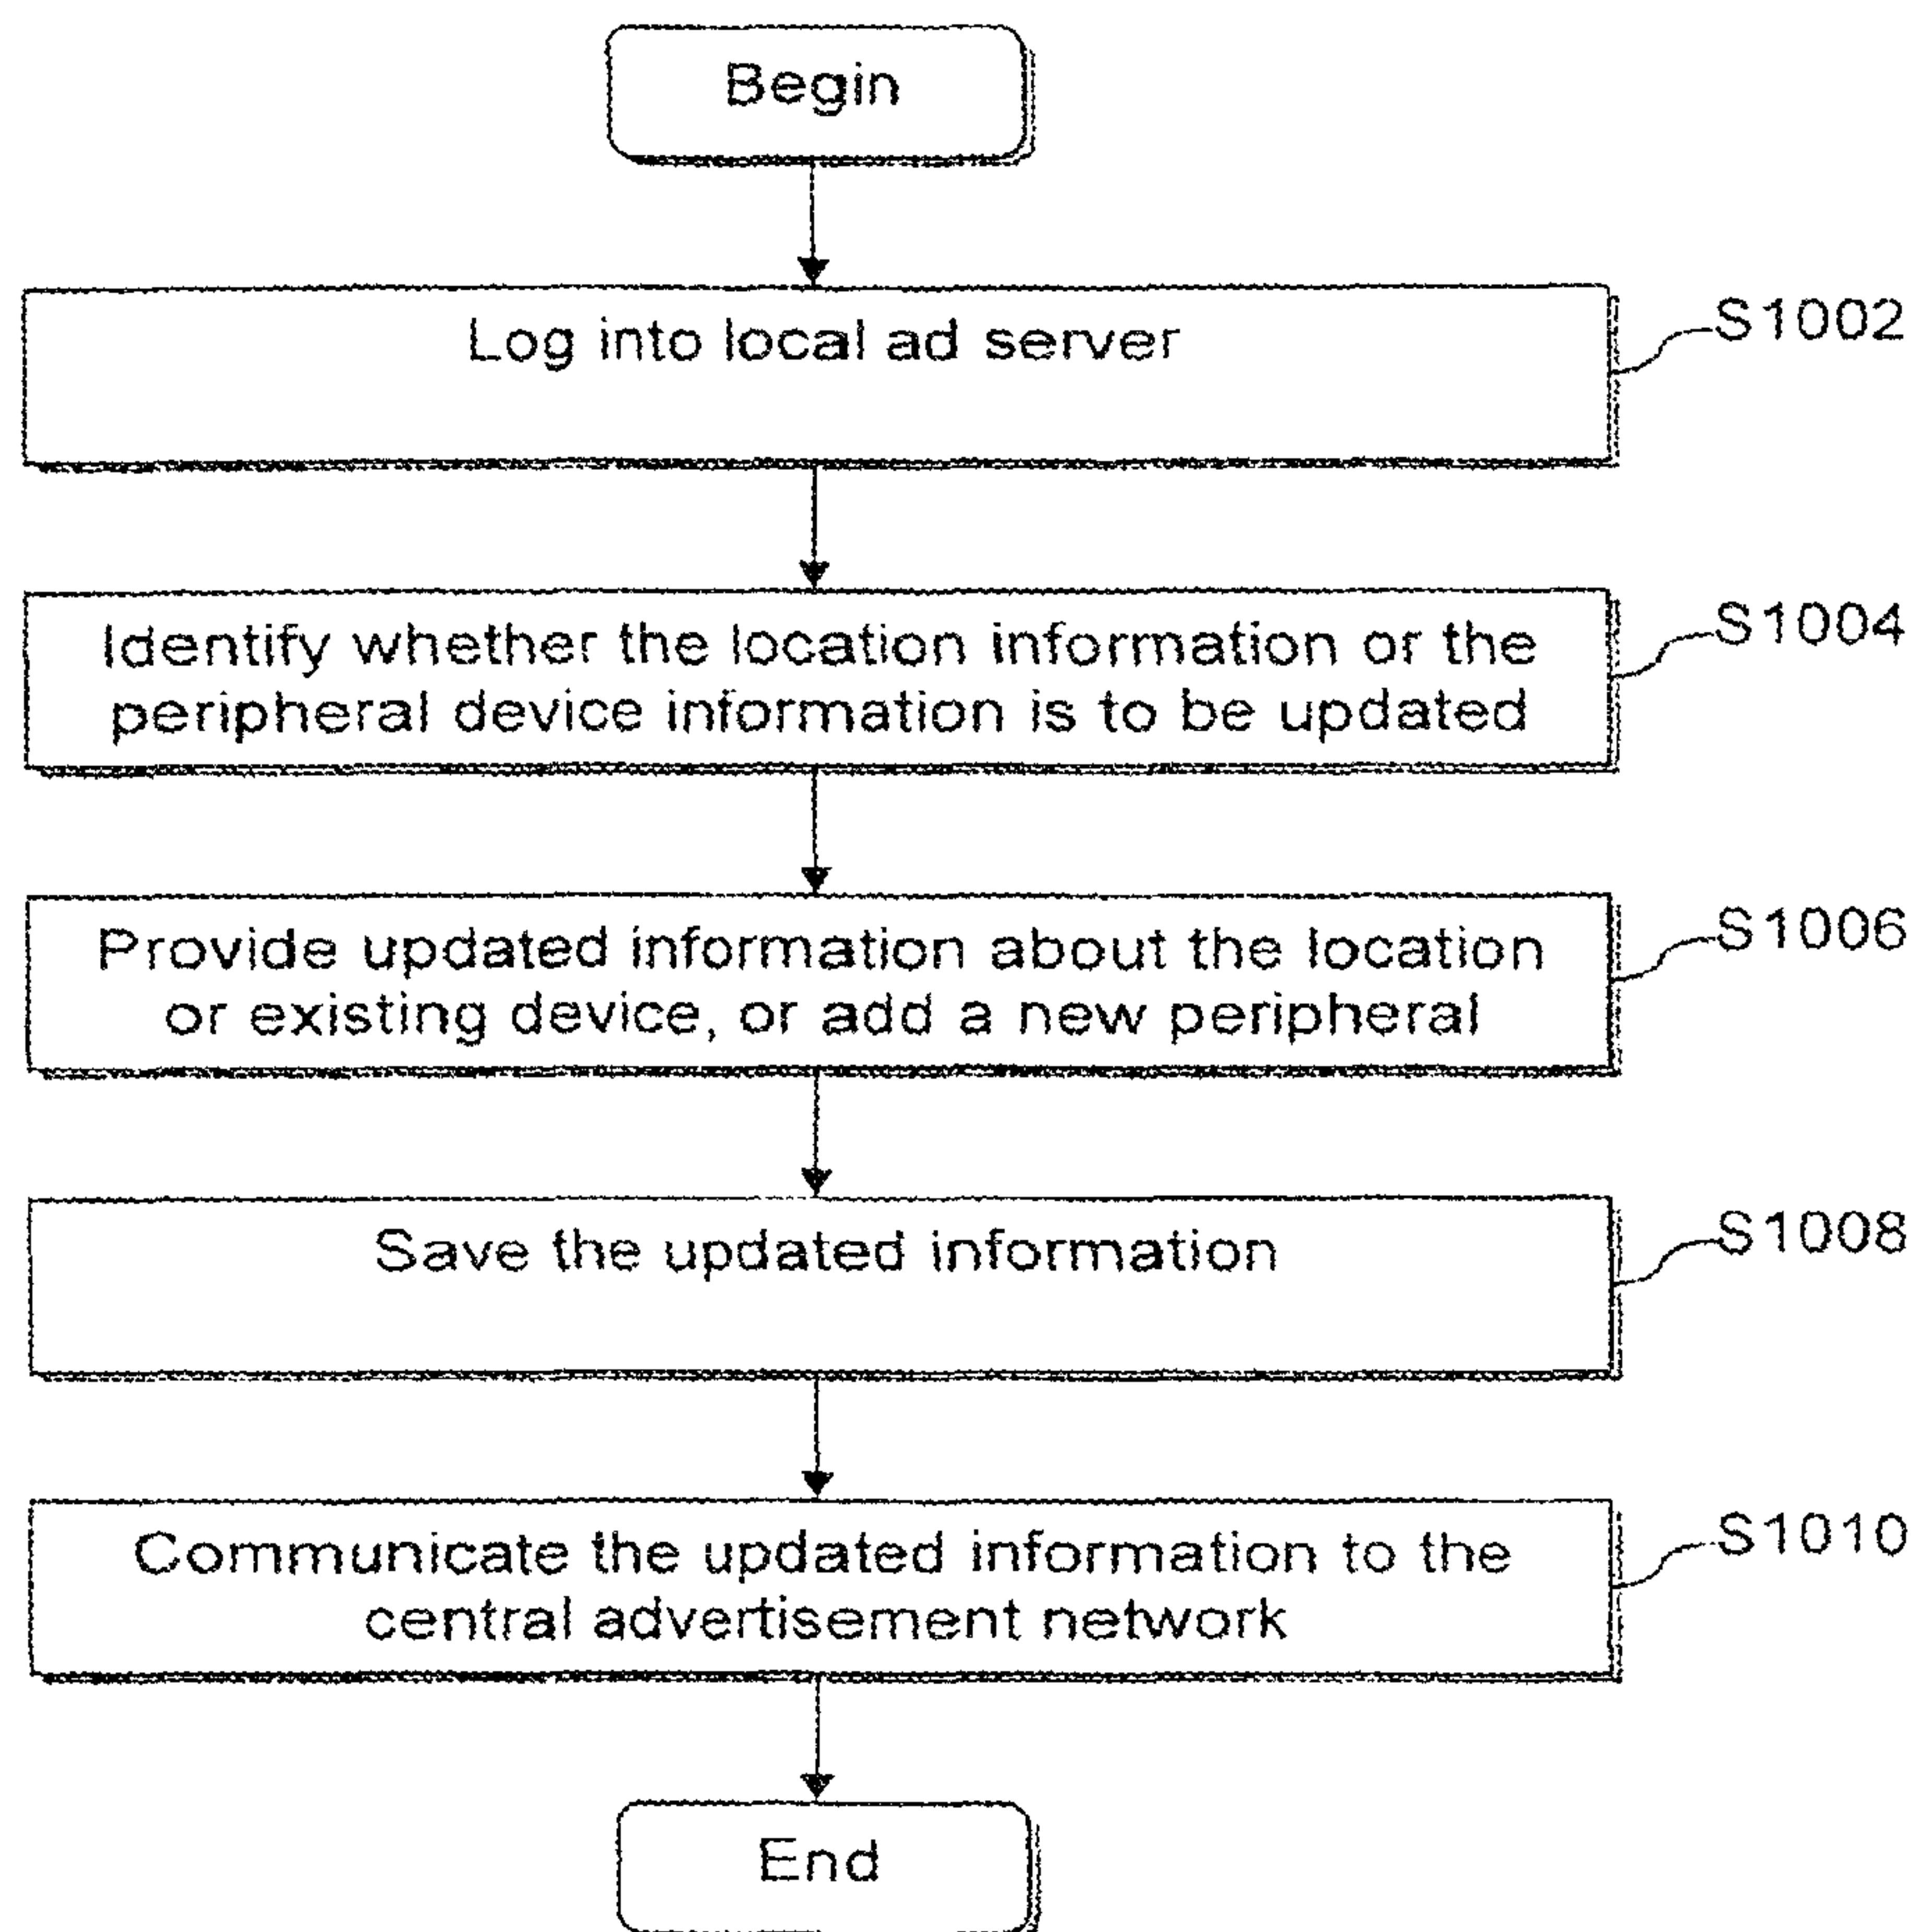 Begin
Log into local ad server
S1002
Identify whether the location information or the
peripheral device information is to be updated
S1004
Provide updated information about the location
or existing device, or add a new peripheral
S1006
Save the updated information
S1008
Communicate the updated information to the
central advertisement network
S1010
End